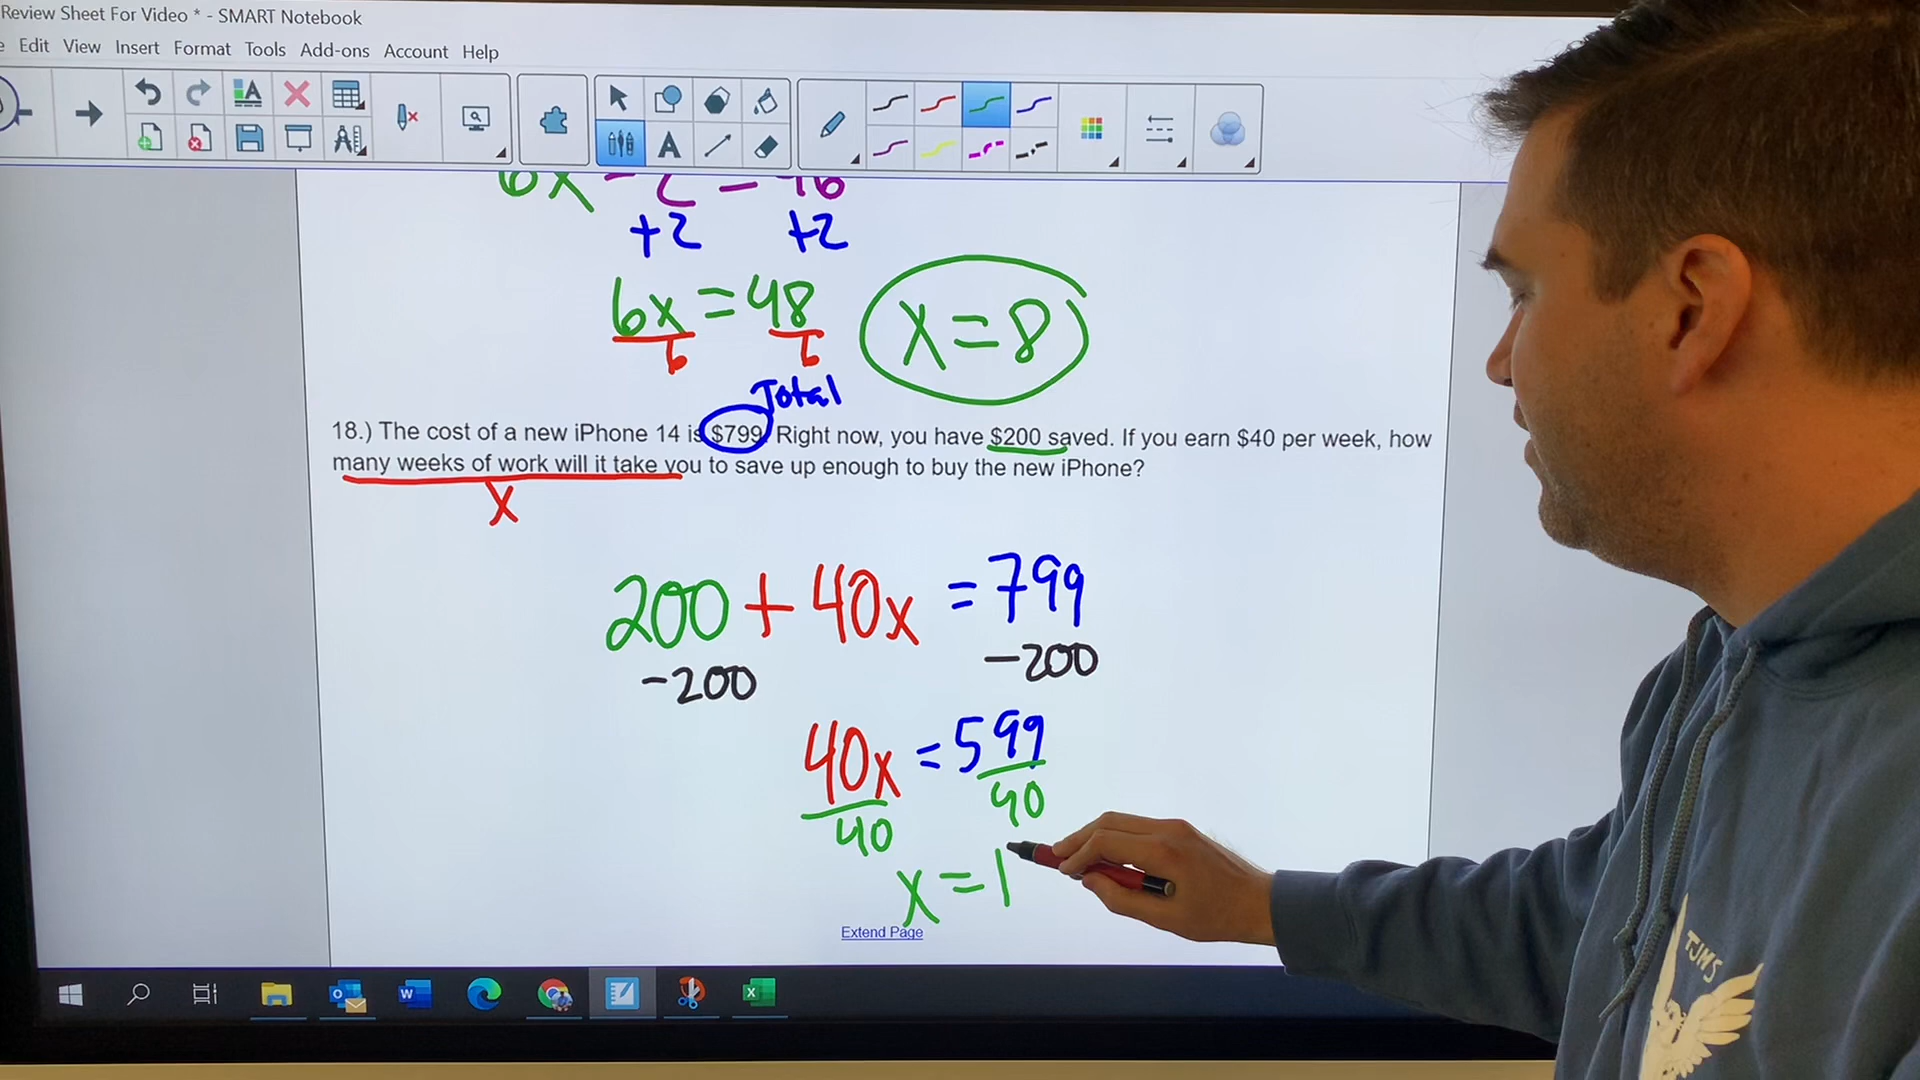 Review Sheet For Video * - SMART Notebook
Edit View Insert Format Tools Add-ons Account Help
6x - 2 = 46
+2 +2
6x = 48
6 6
x = 8
Total
18.) The cost of a new iPhone 14 is $799. Right now, you have $200 saved. If you earn $40 per week, how
many weeks of work will it take you to save up enough to buy the new iPhone?
x
200 + 40x = 799
-200 -200
40x = 599
40 40
x = 1
Extend Page
TJMS